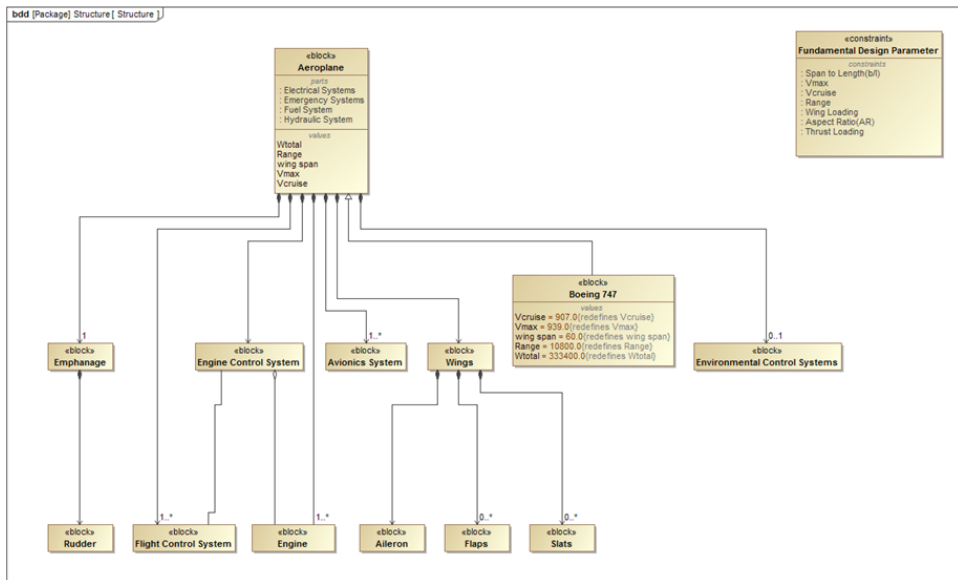 bdd [Package] Structure [ Structure ]
«block»
Aeroplane
parts
: Electrical Systems
: Emergency Systems
: Fuel System
: Hydraulic System
values
Wtotal
Range
wing span
Vmax
Vcruise
«constraint»
Fundamental Design Parameter
constraints
: Span to Length(b/l)
: Vmax
: Vcruise
: Range
: Wing Loading
: Aspect Ratio(AR)
: Thrust Loading
«block»
Boeing 747
values
Vcruise = 907.0{redefines Vcruise}
Vmax = 939.0{redefines Vmax}
wing span = 60.0{redefines wing span}
Range = 10800.0{redefines Range}
Wtotal = 333400.0{redefines Wtotal}
1
«block»
Emphanage
«block»
Engine Control System
1..*
«block»
Avionics System
«block»
Wings
0..1
«block»
Environmental Control Systems
«block»
Rudder
1..*
«block»
Flight Control System
1..*
«block»
Engine
«block»
Aileron
0..*
«block»
Flaps
0..*
«block»
Slats